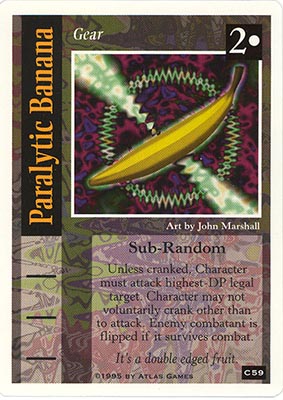 Paralytic Banana
Gear
2•
Art by John Marshall
Sub-Random
Unless cranked, Character
must attack highest-DP legal
target. Character may not
voluntarily crank other than
to attack. Enemy combatant is
flipped if it survives combat.
It's a double edged fruit.
©1995 by Atlas Games
C59